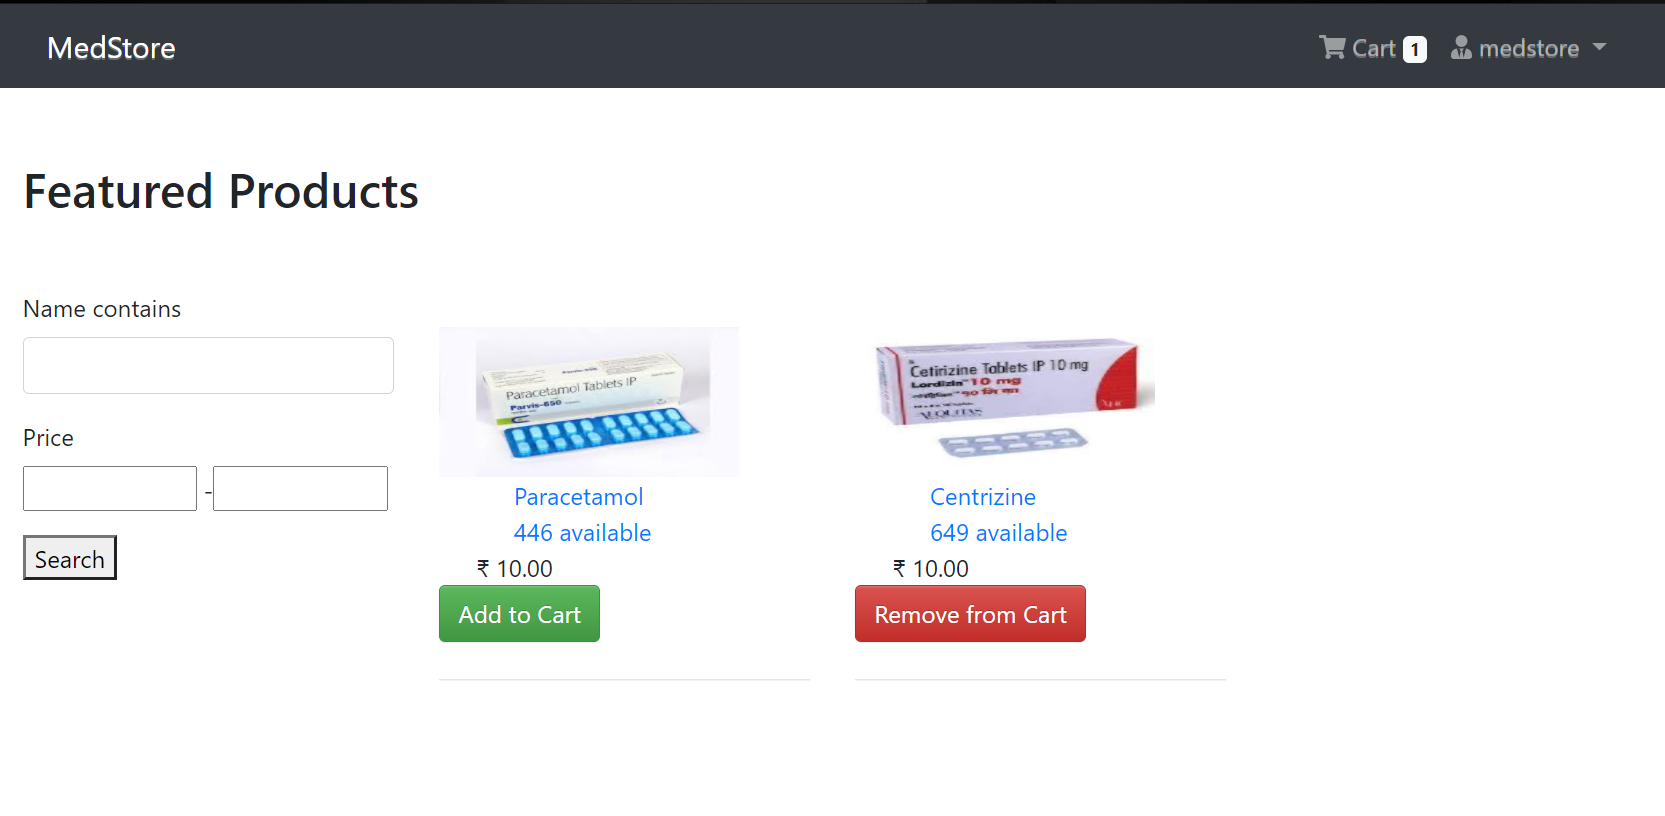 MedStore
Cart 1
medstore
Featured Products
Name contains
Price
-
Search
Paracetamol Tablets IP
Parvis-650
Paracetamol
446 available
₹ 10.00
Add to Cart
Cetirizine Tablets IP 10 mg
Lordizin 10 mg
AEQUITAS
Centrizine
649 available
₹ 10.00
Remove from Cart